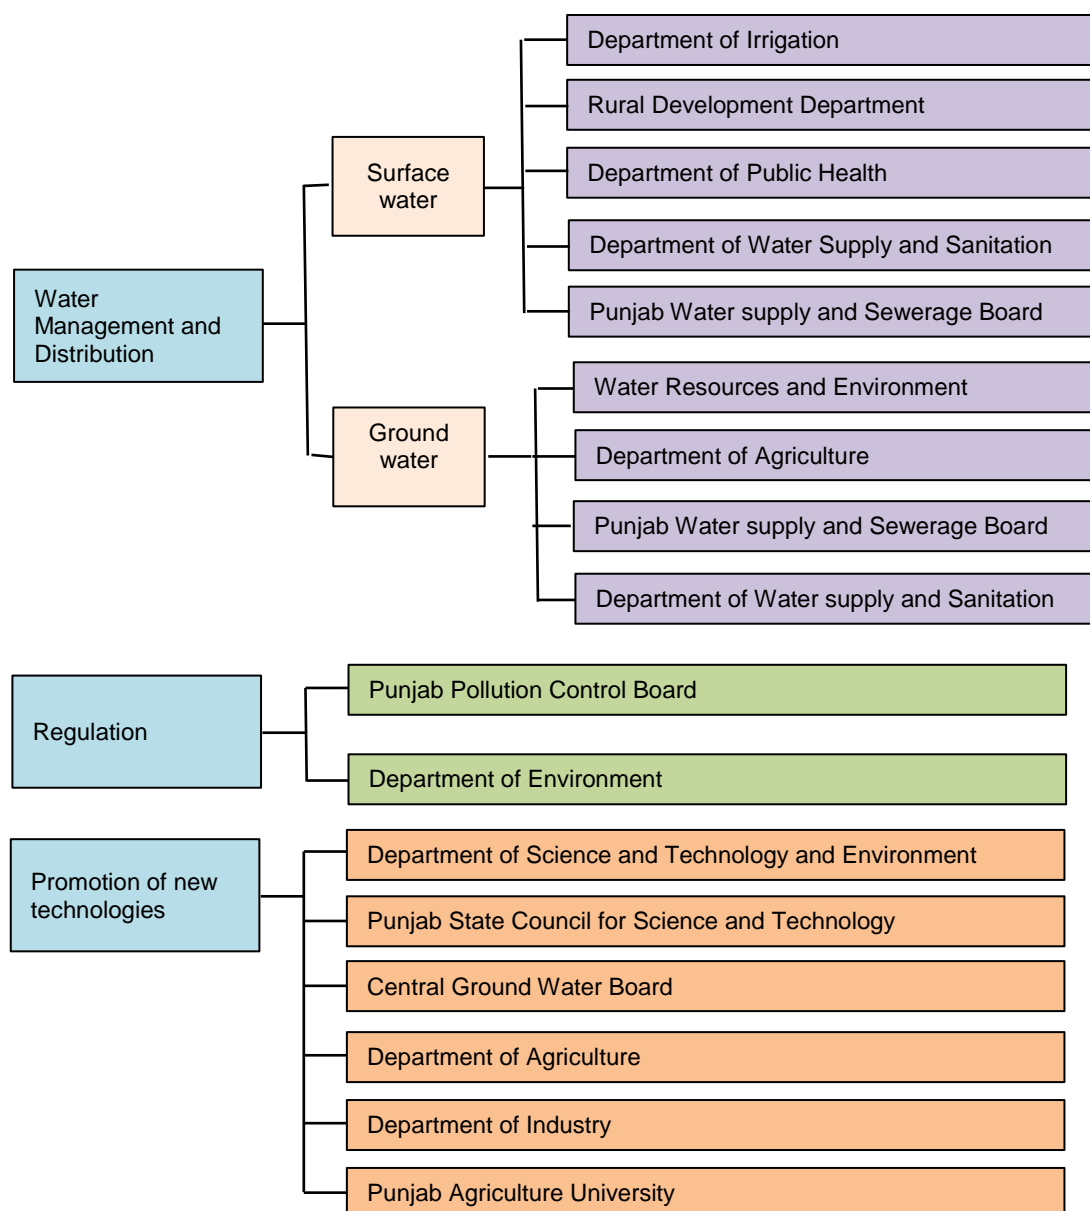 Department of Irrigation
Rural Development Department
Surface
water
Department of Public Health
Department of Water Supply and Sanitation
Water
Management and
Distribution
Punjab Water supply and Sewerage Board
Water Resources and Environment
Ground
water
Department of Agriculture
Punjab Water supply and Sewerage Board
Department of Water supply and Sanitation
Regulation
Punjab Pollution Control Board
Department of Environment
Promotion of new
technologies
Department of Science and Technology and Environment
Punjab State Council for Science and Technology
Central Ground Water Board
Department of Agriculture
Department of Industry
Punjab Agriculture University